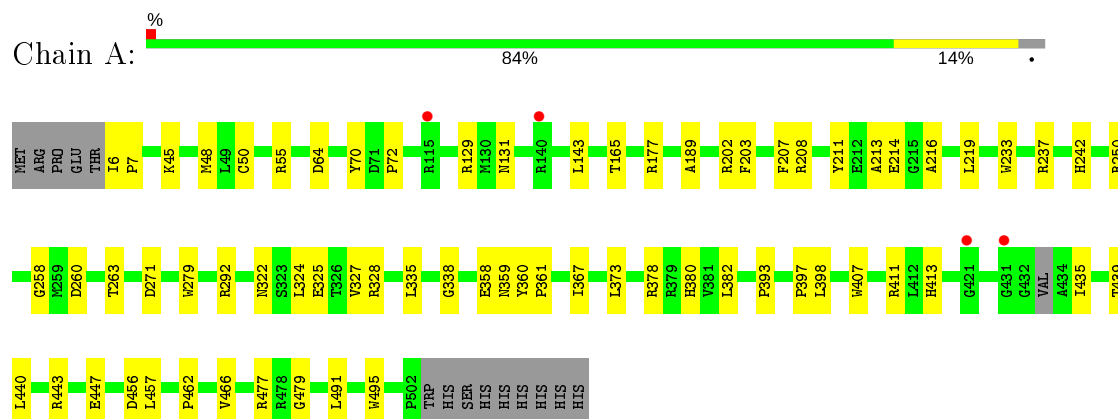 %
Chain A:
84% 14% •
MET ARG PRO GLU THR I6 P7 K45 M48 L49 C50 R55 D64 Y70 D71 P72 R115 R129 M130 N131 R140 L143 T165 R177 A189 R202 F203 F207 R208 Y211 E212 A213 E214 G215 A216 L219 W233 R237 H242 R250
G258 M259 D260 T263 D271 W279 R292 N322 S323 L324 E325 T326 V327 R328 L335 G338 E358 N359 Y360 P361 I367 L373 R378 R379 H380 V381 L382 P393 P397 L398 W407 R411 L412 H413 G421 G431 G432 VAL A434 I435 T439
L440 R443 E447 D456 L457 P462 V466 R477 R478 G479 L491 W495 P502 TRP HIS SER HIS HIS HIS HIS HIS HIS